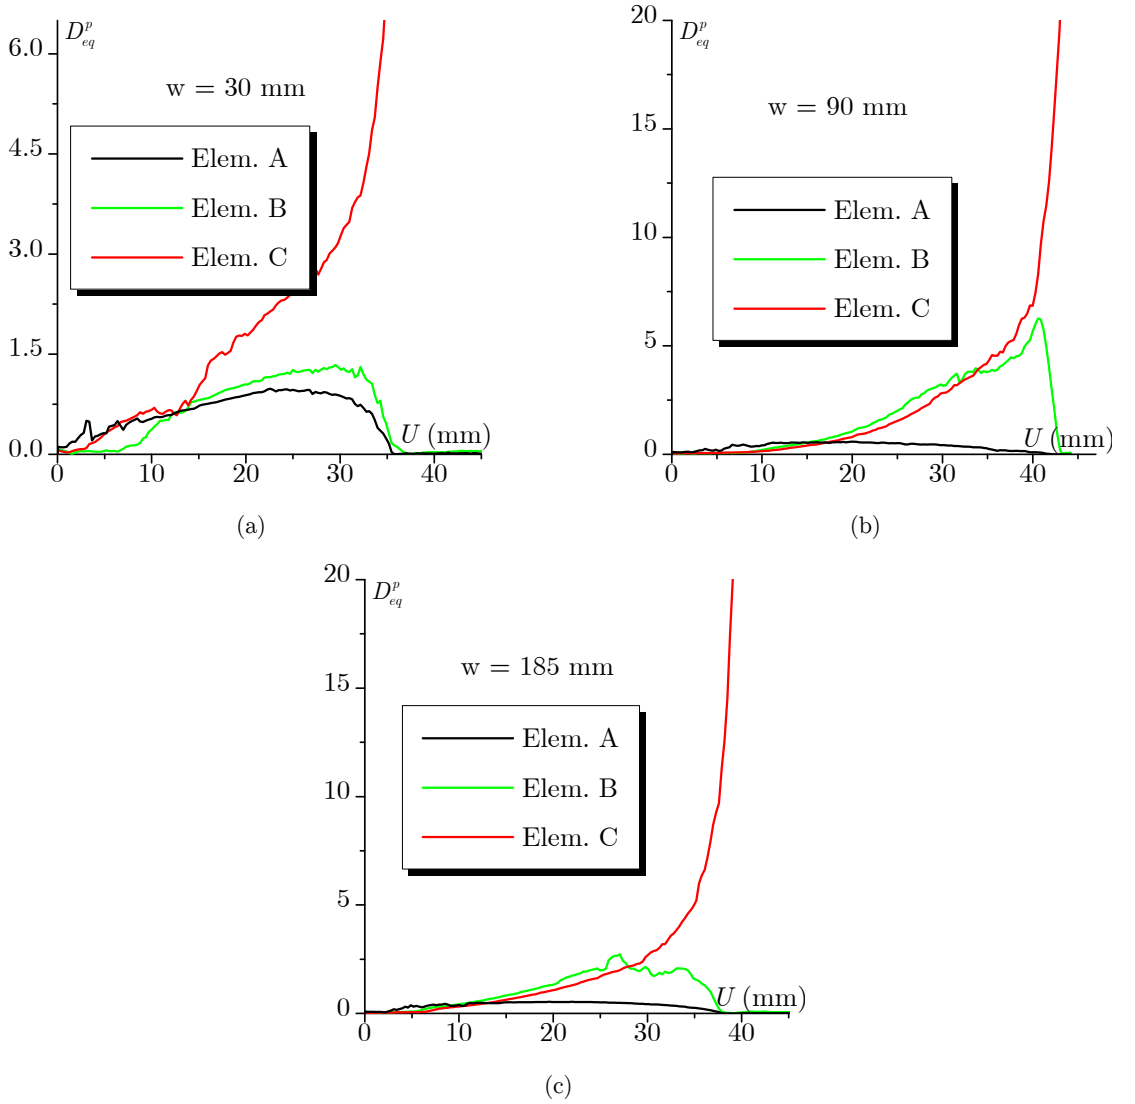 6.0
4.5
3.0
1.5
0.0
D^p_eq
w = 30 mm
Elem. A
Elem. B
Elem. C
U (mm)
0 10 20 30 40
(a)
20
15
10
5
0
D^p_eq
w = 90 mm
Elem. A
Elem. B
Elem. C
U (mm)
0 10 20 30 40
(b)
20
15
10
5
0
D^p_eq
w = 185 mm
Elem. A
Elem. B
Elem. C
U (mm)
0 10 20 30 40
(c)